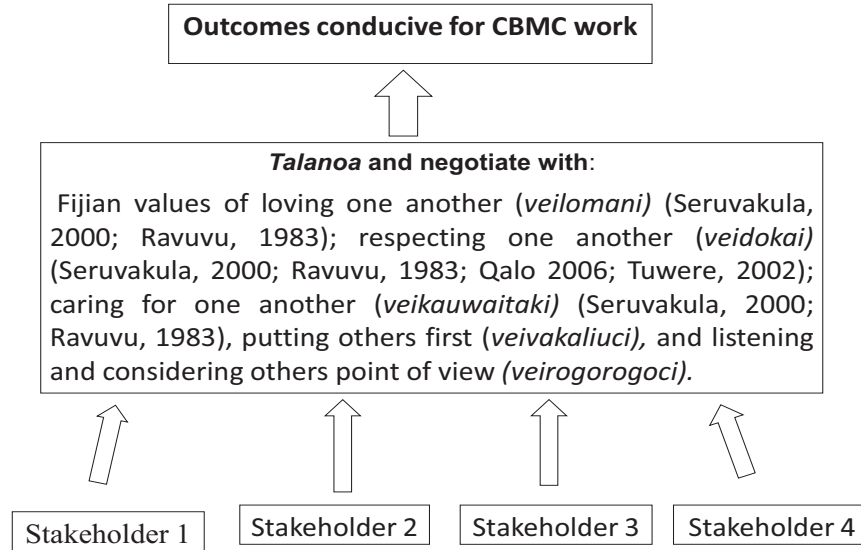 Outcomes conducive for CBMC work
Talanoa and negotiate with:
Fijian values of loving one another (veilomani) (Seruvakula,
2000; Ravuvu, 1983); respecting one another (veidokai)
(Seruvakula, 2000; Ravuvu, 1983; Qalo 2006; Tuwere, 2002);
caring for one another (veikauwaitaki) (Seruvakula, 2000;
Ravuvu, 1983), putting others first (veivakaliuci), and listening
and considering others point of view (veirogorogoci).
Stakeholder 1
Stakeholder 2
Stakeholder 3
Stakeholder 4